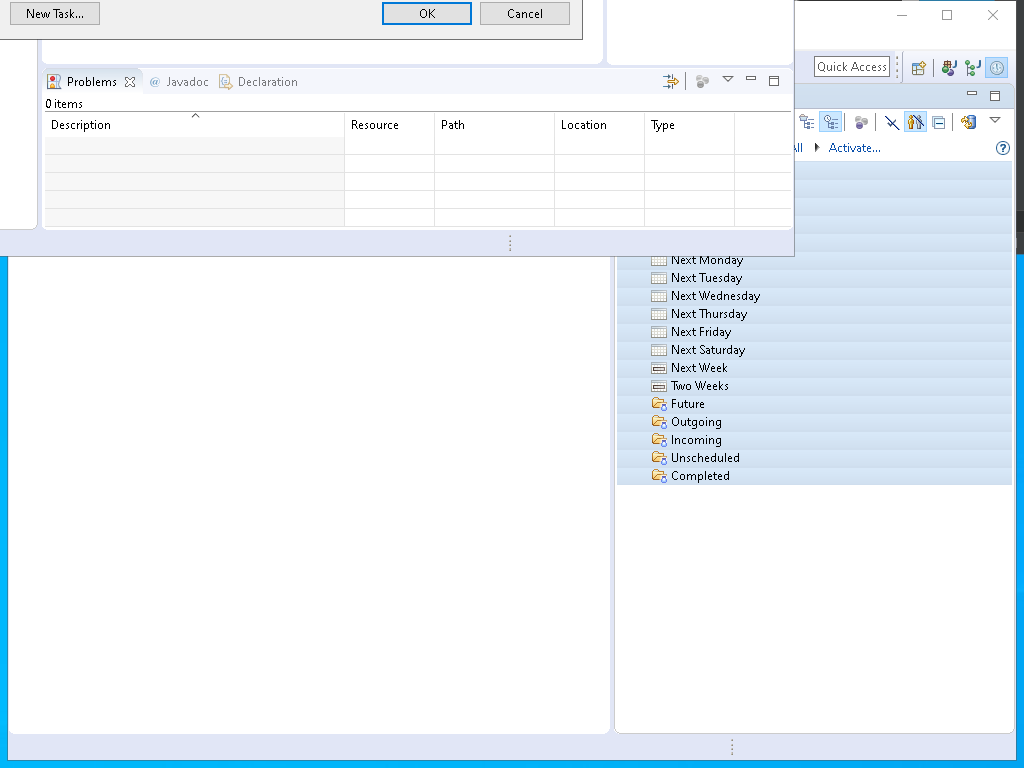 New Task...
OK
Cancel
Quick Access
Problems
Javadoc
Declaration
0 items
Description
Resource
Path
Location
Type
Activate...
Next Monday
Next Tuesday
Next Wednesday
Next Thursday
Next Friday
Next Saturday
Next Week
Two Weeks
Future
Outgoing
Incoming
Unscheduled
Completed